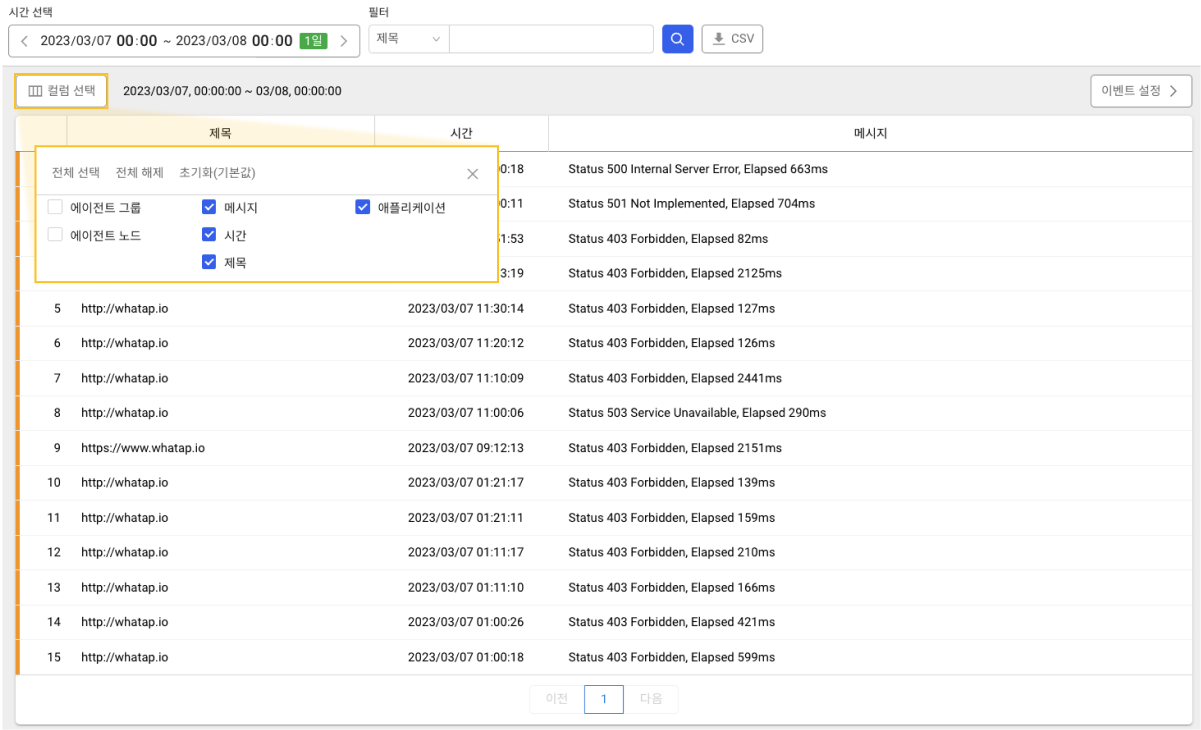 시간 선택 필터
2023/03/07 00:00 ~ 2023/03/08 00:00 1일 제목 CSV
컬럼 선택 2023/03/07, 00:00:00 ~ 03/08, 00:00:00 이벤트 설정
제목 시간 메시지
전체 선택 전체 해제 초기화(기본값)
에이전트 그룹 메시지 애플리케이션
에이전트 노드 시간
제목
0:18 Status 500 Internal Server Error, Elapsed 663ms
0:11 Status 501 Not Implemented, Elapsed 704ms
1:53 Status 403 Forbidden, Elapsed 82ms
3:19 Status 403 Forbidden, Elapsed 2125ms
5 http://whatap.io 2023/03/07 11:30:14 Status 403 Forbidden, Elapsed 127ms
6 http://whatap.io 2023/03/07 11:20:12 Status 403 Forbidden, Elapsed 126ms
7 http://whatap.io 2023/03/07 11:10:09 Status 403 Forbidden, Elapsed 2441ms
8 http://whatap.io 2023/03/07 11:00:06 Status 503 Service Unavailable, Elapsed 290ms
9 https://www.whatap.io 2023/03/07 09:12:13 Status 403 Forbidden, Elapsed 2151ms
10 http://whatap.io 2023/03/07 01:21:17 Status 403 Forbidden, Elapsed 139ms
11 http://whatap.io 2023/03/07 01:21:11 Status 403 Forbidden, Elapsed 159ms
12 http://whatap.io 2023/03/07 01:11:17 Status 403 Forbidden, Elapsed 210ms
13 http://whatap.io 2023/03/07 01:11:10 Status 403 Forbidden, Elapsed 166ms
14 http://whatap.io 2023/03/07 01:00:26 Status 403 Forbidden, Elapsed 421ms
15 http://whatap.io 2023/03/07 01:00:18 Status 403 Forbidden, Elapsed 599ms
이전 1 다음